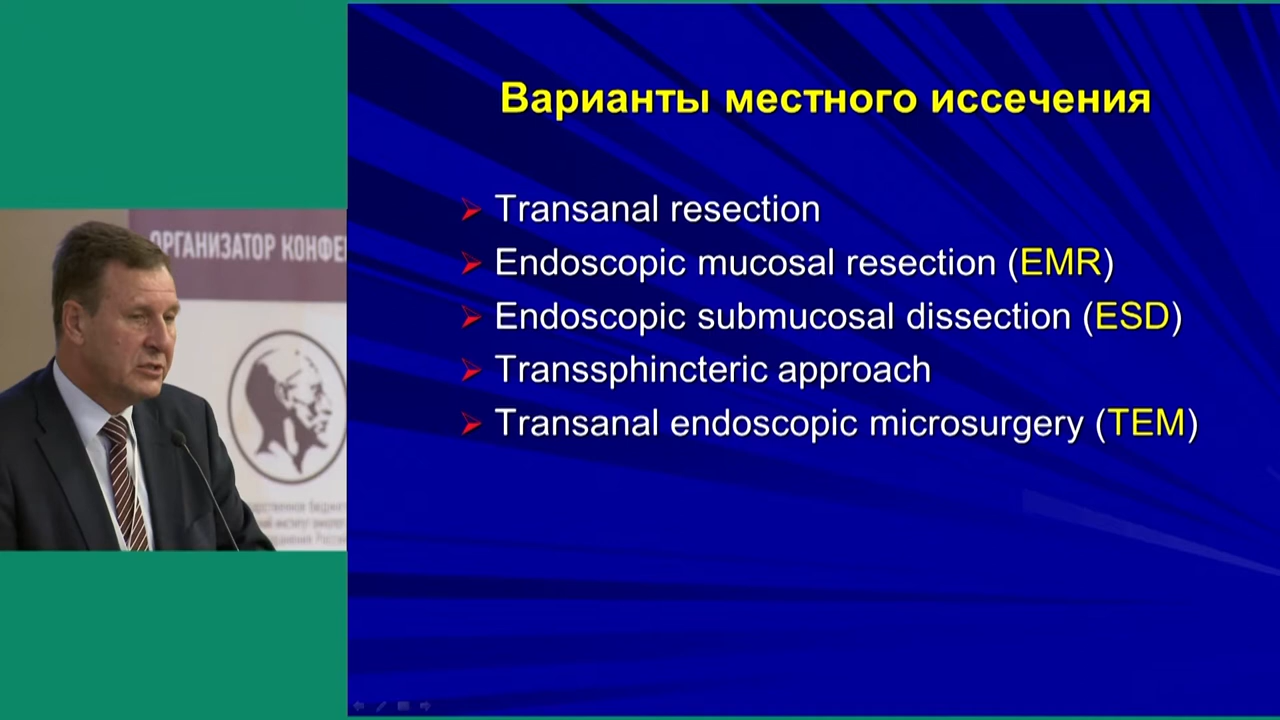 Варианты местного иссечения
Transanal resection
Endoscopic mucosal resection (EMR)
Endoscopic submucosal dissection (ESD)
Transsphincteric approach
Transanal endoscopic microsurgery (TEM)
ОРГАНИЗАТОР КОНФЕ